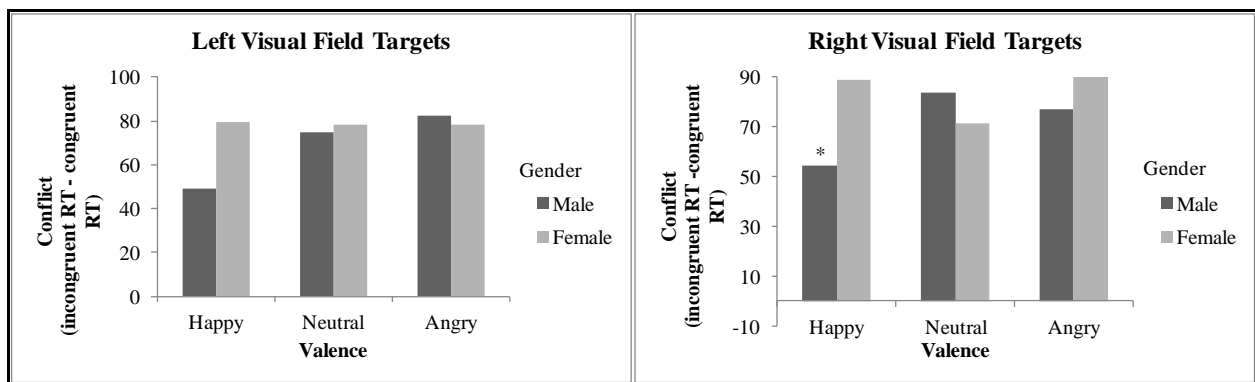 Left Visual Field Targets
Conflict
(incongruent RT - congruent
RT)
100
80
60
40
20
0
Happy
Neutral
Angry
Valence
Gender
Male
Female
Right Visual Field Targets
Conflict
(incongruent RT -congruent
RT)
90
70
50
30
10
-10
*
Happy
Neutral
Angry
Valence
Gender
Male
Female